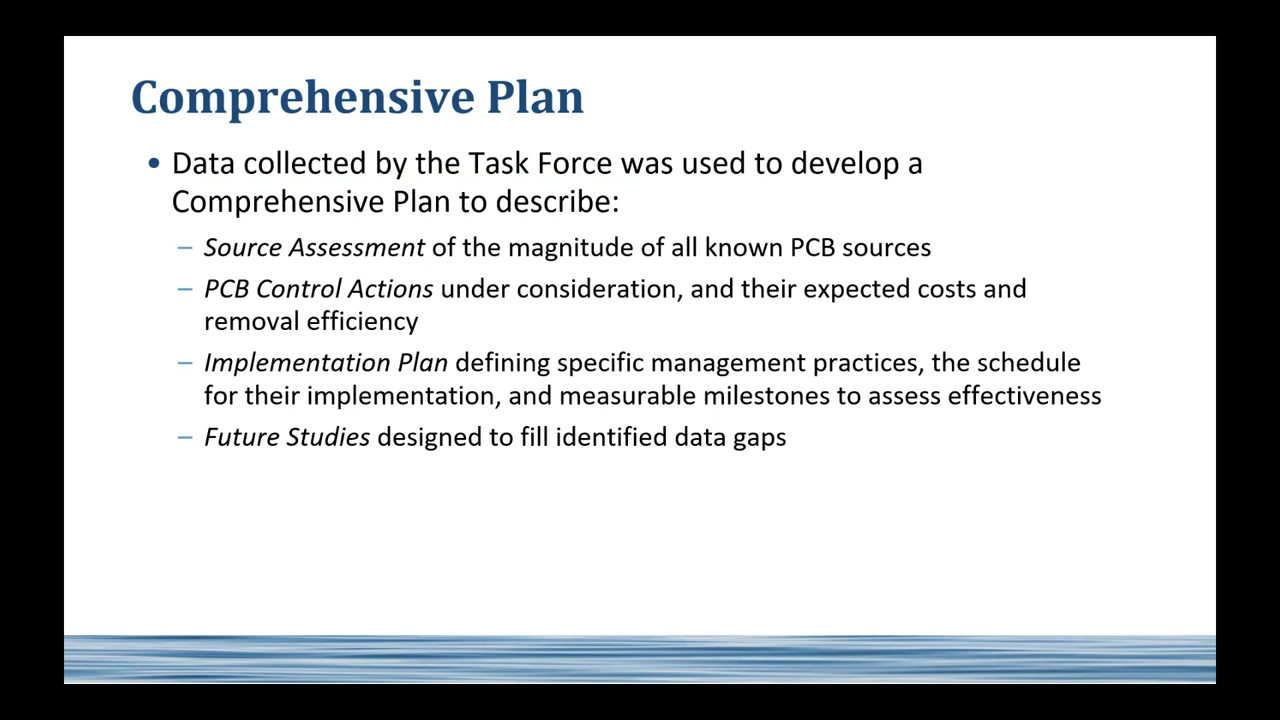 Comprehensive Plan
• Data collected by the Task Force was used to develop a
Comprehensive Plan to describe:
– Source Assessment of the magnitude of all known PCB sources
– PCB Control Actions under consideration, and their expected costs and
removal efficiency
– Implementation Plan defining specific management practices, the schedule
for their implementation, and measurable milestones to assess effectiveness
– Future Studies designed to fill identified data gaps